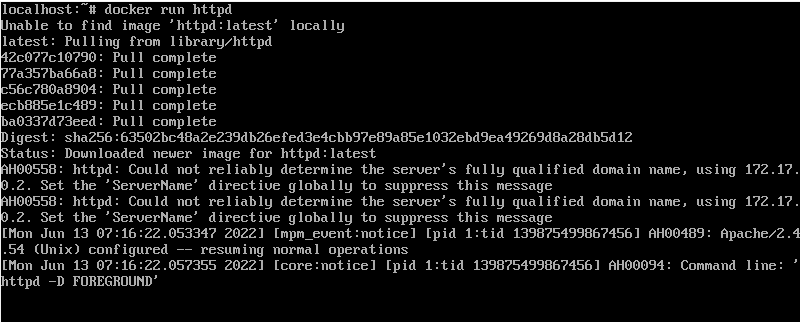 localhost:~# docker run httpd
Unable to find image 'httpd:latest' locally
latest: Pulling from library/httpd
42c077c10790: Pull complete
77a357ba66a8: Pull complete
c56c780a8904: Pull complete
ecb885e1c489: Pull complete
ba0337d73eed: Pull complete
Digest: sha256:63502bc48a2e239db26efed3e4cbb97e89a85e1032ebd9ea49269d8a28db5d12
Status: Downloaded newer image for httpd:latest
AH00558: httpd: Could not reliably determine the server's fully qualified domain name, using 172.17.
0.2. Set the 'ServerName' directive globally to suppress this message
AH00558: httpd: Could not reliably determine the server's fully qualified domain name, using 172.17.
0.2. Set the 'ServerName' directive globally to suppress this message
[Mon Jun 13 07:16:22.053347 2022] [mpm_event:notice] [pid 1:tid 139875499867456] AH00489: Apache/2.4
.54 (Unix) configured -- resuming normal operations
[Mon Jun 13 07:16:22.057355 2022] [core:notice] [pid 1:tid 139875499867456] AH00094: Command line: '
httpd -D FOREGROUND'